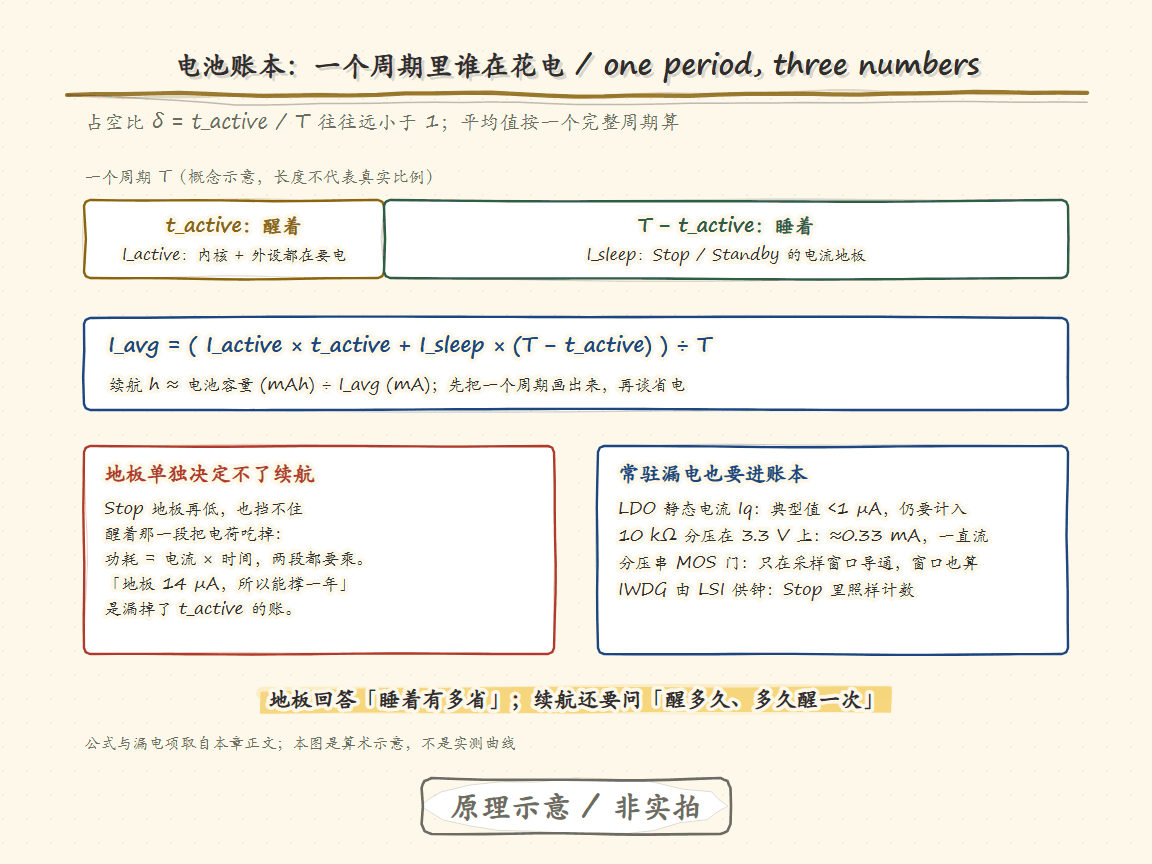 电池账本：一个周期里谁在花电 / one period, three numbers
占空比 δ = t_active / T 往往远小于 1；平均值按一个完整周期算
一个周期 T（概念示意，长度不代表真实比例）
t_active：醒着
I_active：内核 + 外设都在要电
T − t_active：睡着
I_sleep：Stop / Standby 的电流地板
I_avg = ( I_active × t_active + I_sleep × (T − t_active) ) ÷ T
续航 h ≈ 电池容量 (mAh) ÷ I_avg (mA)；先把一个周期画出来，再谈省电
地板单独决定不了续航
Stop 地板再低，也挡不住
醒着那一段把电荷吃掉：
功耗 = 电流 × 时间，两段都要乘。
「地板 14 µA，所以能撑一年」
是漏掉了 t_active 的账。
常驻漏电也要进账本
LDO 静态电流 Iq：典型值 <1 µA，仍要计入
10 kΩ 分压在 3.3 V 上：≈0.33 mA，一直流
分压串 MOS 门：只在采样窗口导通，窗口也算
IWDG 由 LSI 供钟：Stop 里照样计数
地板回答「睡着有多省」；续航还要问「醒多久、多久醒一次」
公式与漏电项取自本章正文；本图是算术示意，不是实测曲线
原理示意 / 非实拍